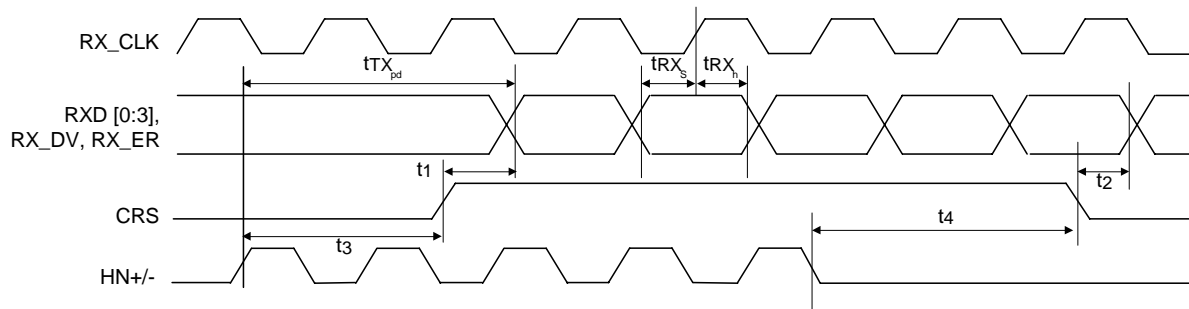 RX_CLK
tTXpd
tRXS
tRXh
RXD [0:3],
RX_DV, RX_ER
t1
t2
CRS
t3
t4
HN+/-